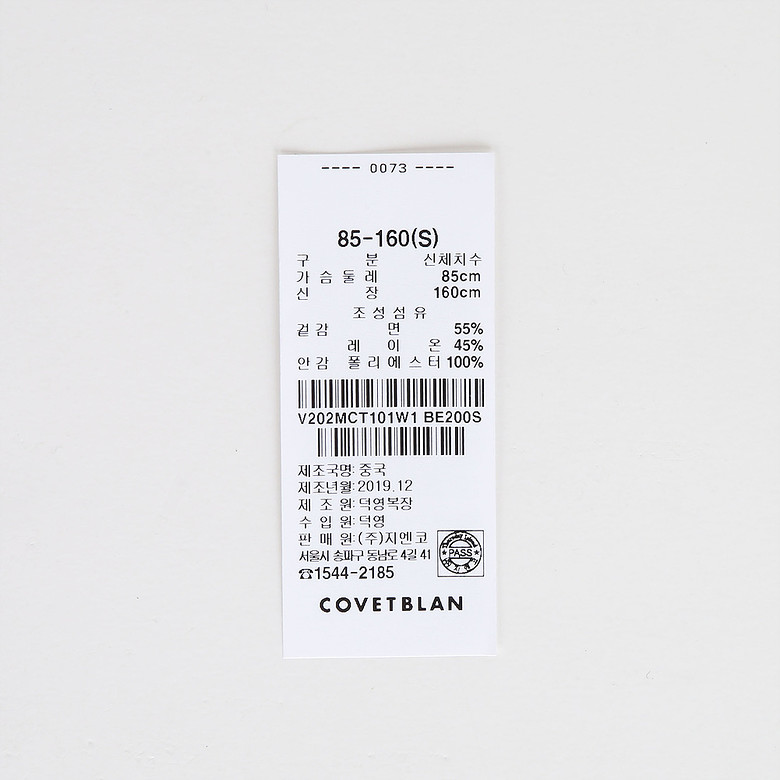 ---- 0073 ----
85-160(S)
구 분 신체치수
가슴둘레 85cm
신 장 160cm
조성섬유
겉감 면 55%
레이온 45%
안감 폴리에스터 100%
V202MCT101W1 BE200S
제조국명: 중국
제조년월: 2019.12
제 조 원: 덕영복장
수 입 원: 덕영
판 매 원: (주)지엔코
서울시 송파구 동남로 4길 41
PASS
☎1544-2185
COVETBLAN